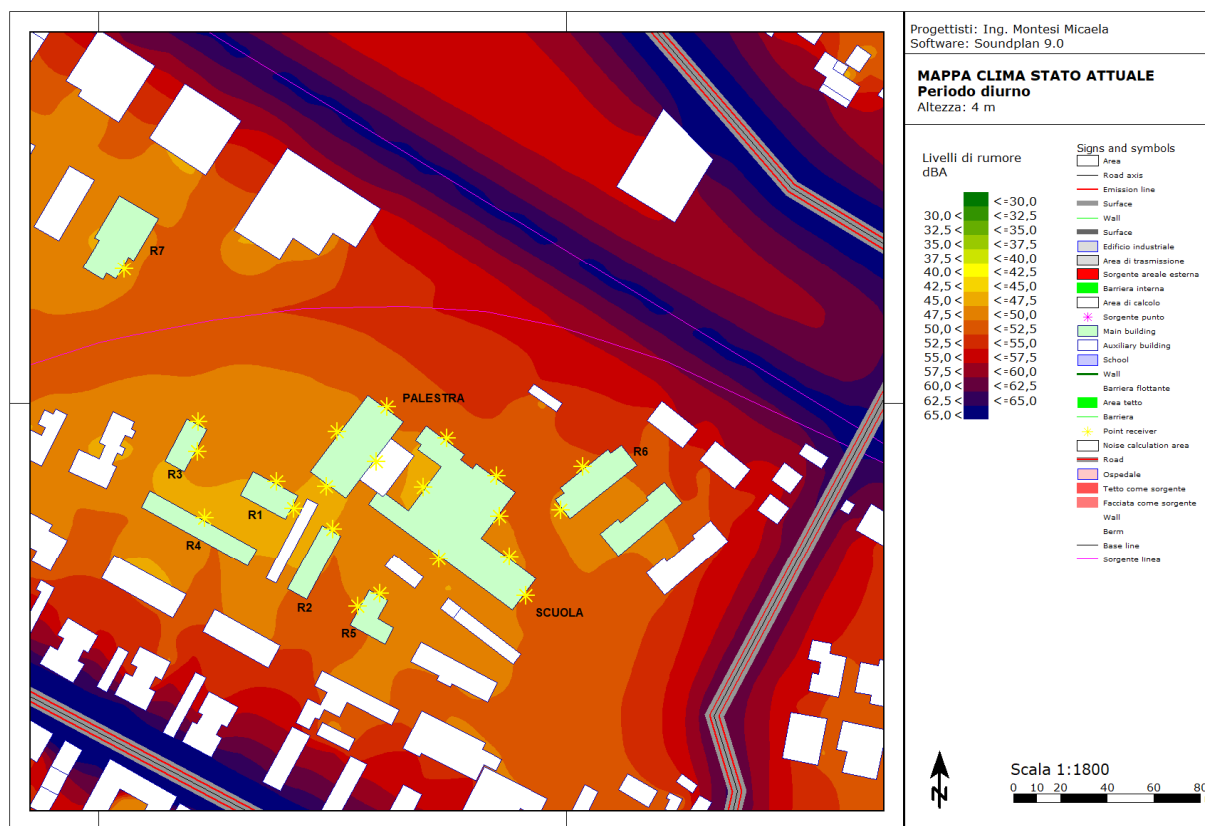 Progettisti: Ing. Montesi Micaela
Software: Soundplan 9.0
MAPPA CLIMA STATO ATTUALE
Periodo diurno
Altezza: 4 m
Livelli di rumore
dBA
<=30,0
30,0 < <=32,5
32,5 < <=35,0
35,0 < <=37,5
37,5 < <=40,0
40,0 < <=42,5
42,5 < <=45,0
45,0 < <=47,5
47,5 < <=50,0
50,0 < <=52,5
52,5 < <=55,0
55,0 < <=57,5
57,5 < <=60,0
60,0 < <=62,5
62,5 < <=65,0
65,0 <
Signs and symbols
Area
Road axis
Emission line
Surface
Wall
Surface
Edificio industriale
Area di trasmissione
Sorgente areale esterna
Barriera interna
Area di calcolo
Sorgente punto
Main building
Auxiliary building
School
Wall
Barriera flottante
Area tetto
Barriera
Point receiver
Noise calculation area
Road
Ospedale
Tetto come sorgente
Facciata come sorgente
Wall
Berm
Base line
Sorgente linea
R7
PALESTRA
R6
R3
R1
R4
R2
R5
SCUOLA
N
Scala 1:1800
0 10 20 40 60 80